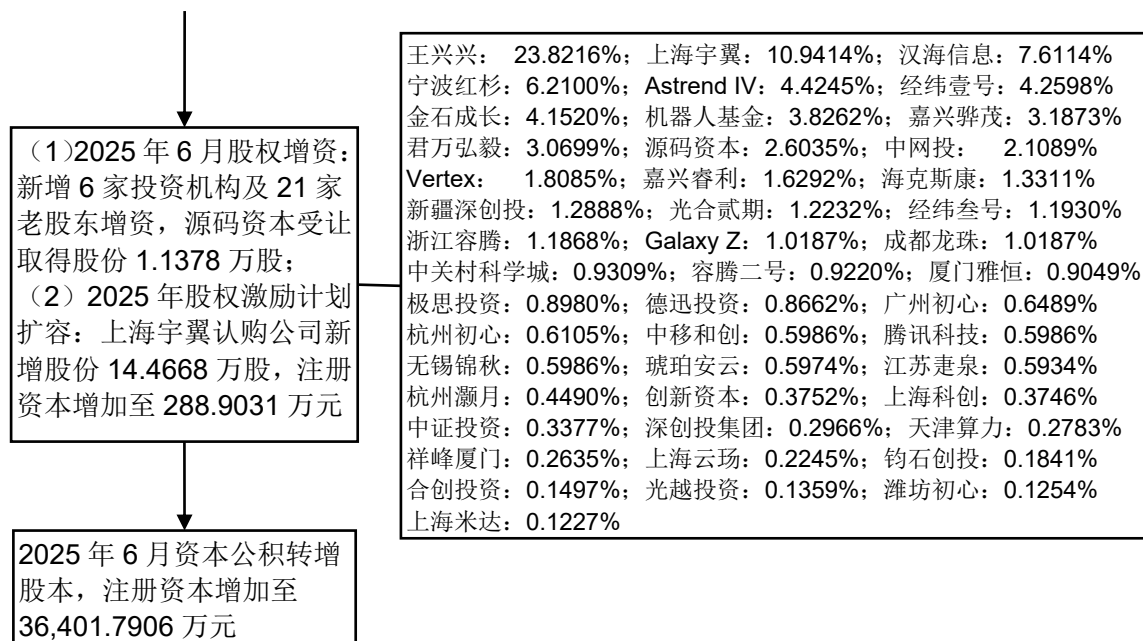 （1）2025 年 6 月股权增资：
新增 6 家投资机构及 21 家
老股东增资，源码资本受让
取得股份 1.1378 万股；
（2）2025 年股权激励计划
扩容：上海宇翼认购公司新
增股份 14.4668 万股，注册
资本增加至 288.9031 万元
王兴兴： 23.8216%；上海宇翼：10.9414%；汉海信息：7.6114%
宁波红杉：6.2100%；Astrend IV：4.4245%；经纬壹号：4.2598%
金石成长：4.1520%；机器人基金：3.8262%；嘉兴骅茂：3.1873%
君万弘毅：3.0699%；源码资本：2.6035%；中网投： 2.1089%
Vertex： 1.8085%；嘉兴睿利：1.6292%；海克斯康：1.3311%
新疆深创投：1.2888%；光合贰期：1.2232%；经纬叁号：1.1930%
浙江容腾：1.1868%；Galaxy Z：1.0187%；成都龙珠：1.0187%
中关村科学城：0.9309%；容腾二号：0.9220%；厦门雅恒：0.9049%
极思投资：0.8980%；德迅投资：0.8662%；广州初心：0.6489%
杭州初心：0.6105%；中移和创：0.5986%；腾讯科技：0.5986%
无锡锦秋：0.5986%；琥珀安云：0.5974%；江苏疌泉：0.5934%
杭州灏月：0.4490%；创新资本：0.3752%；上海科创：0.3746%
中证投资：0.3377%；深创投集团：0.2966%；天津算力：0.2783%
祥峰厦门：0.2635%；上海云玚：0.2245%；钧石创投：0.1841%
合创投资：0.1497%；光越投资：0.1359%；潍坊初心：0.1254%
上海米达：0.1227%
2025 年 6 月资本公积转增
股本，注册资本增加至
36,401.7906 万元